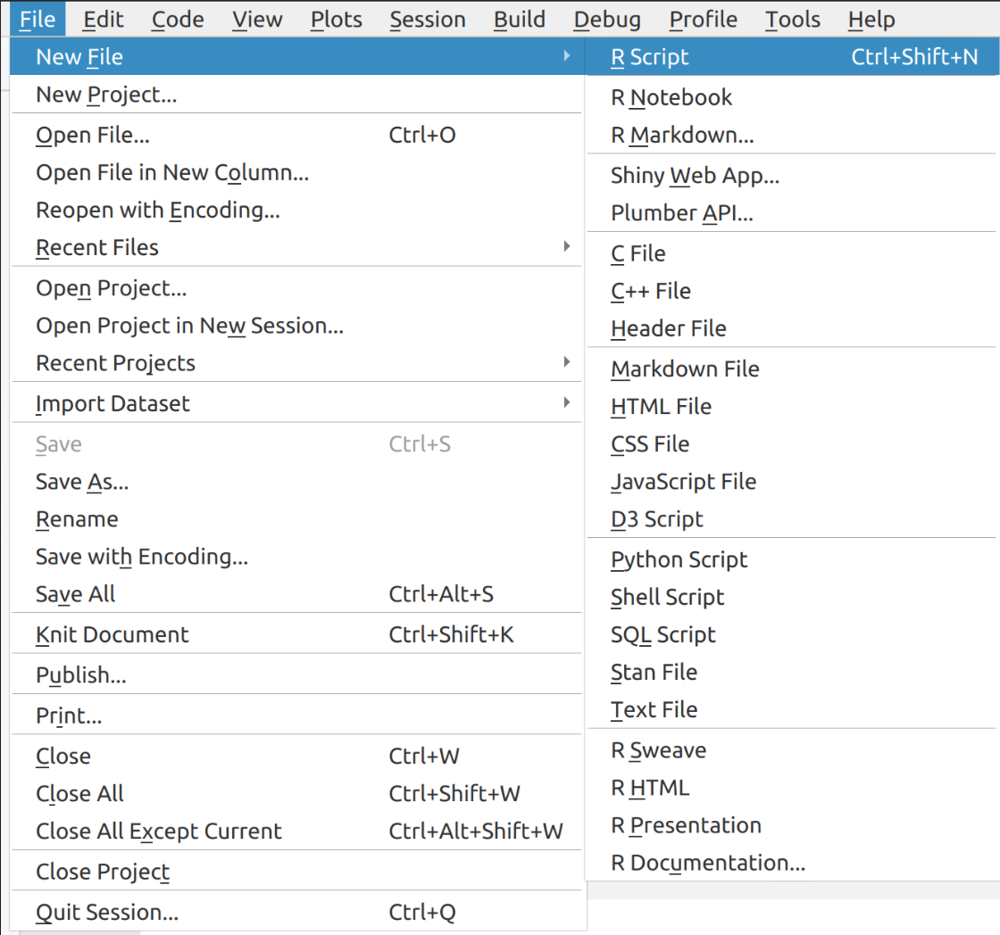 File Edit Code View Plots Session Build Debug Profile Tools Help
New File
New Project...
Open File... Ctrl+O
Open File in New Column...
Reopen with Encoding...
Recent Files
Open Project...
Open Project in New Session...
Recent Projects
Import Dataset
Save Ctrl+S
Save As...
Rename
Save with Encoding...
Save All Ctrl+Alt+S
Knit Document Ctrl+Shift+K
Publish...
Print...
Close Ctrl+W
Close All Ctrl+Shift+W
Close All Except Current Ctrl+Alt+Shift+W
Close Project
Quit Session... Ctrl+Q
R Script Ctrl+Shift+N
R Notebook
R Markdown...
Shiny Web App...
Plumber API...
C File
C++ File
Header File
Markdown File
HTML File
CSS File
JavaScript File
D3 Script
Python Script
Shell Script
SQL Script
Stan File
Text File
R Sweave
R HTML
R Presentation
R Documentation...